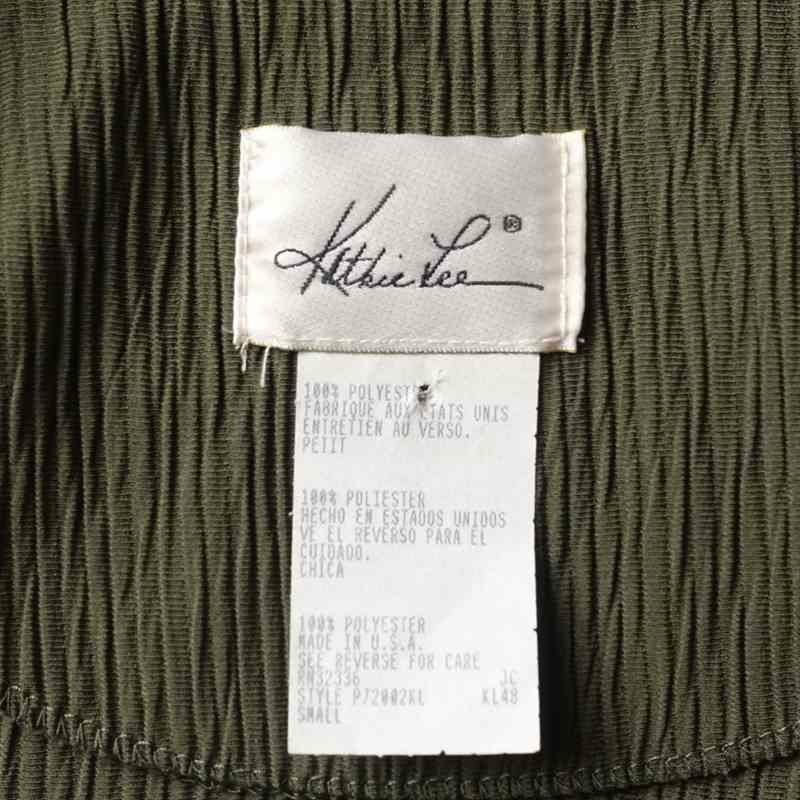 Kathie Lee®
100% POLYESTER
FABRIQUE AUX ETATS UNIS
ENTRETIEN AU VERSO.
PETIT
100% POLIESTER
HECHO EN ESTADOS UNIDOS
VE EL REVERSO PARA EL
CUIDADO.
CHICA
100% POLYESTER
MADE IN U.S.A.
SEE REVERSE FOR CARE
RN32336 JC
STYLE P72002KL KL48
SMALL